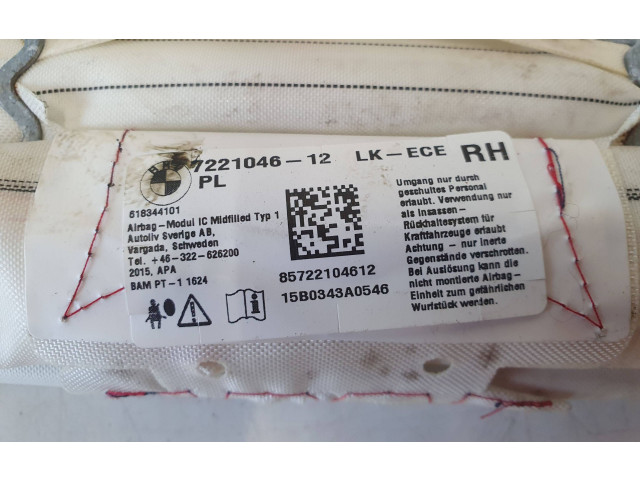 BMW
7221046-12 LK-ECE RH
PL
518344101
Airbag-Modul IC Midfilled Typ 1
Autoliv Sverige AB,
Vargada, Schweden
Tel. +46-322-626200
2015, APA
BAM PT-1 1624
85722104612
15B0343A0546
Umgang nur durch
geschultes Personal
erlaubt. Verwendung nur
als Insassen-
Rückhaltesystem für
Kraftfahrzeuge erlaubt
Achtung - nur inerte
Gegenstände verschrotten.
Bei Auslösung kann die
nicht montierte Airbag-
Einheit zum gefährlichen
Wurfstück werden.